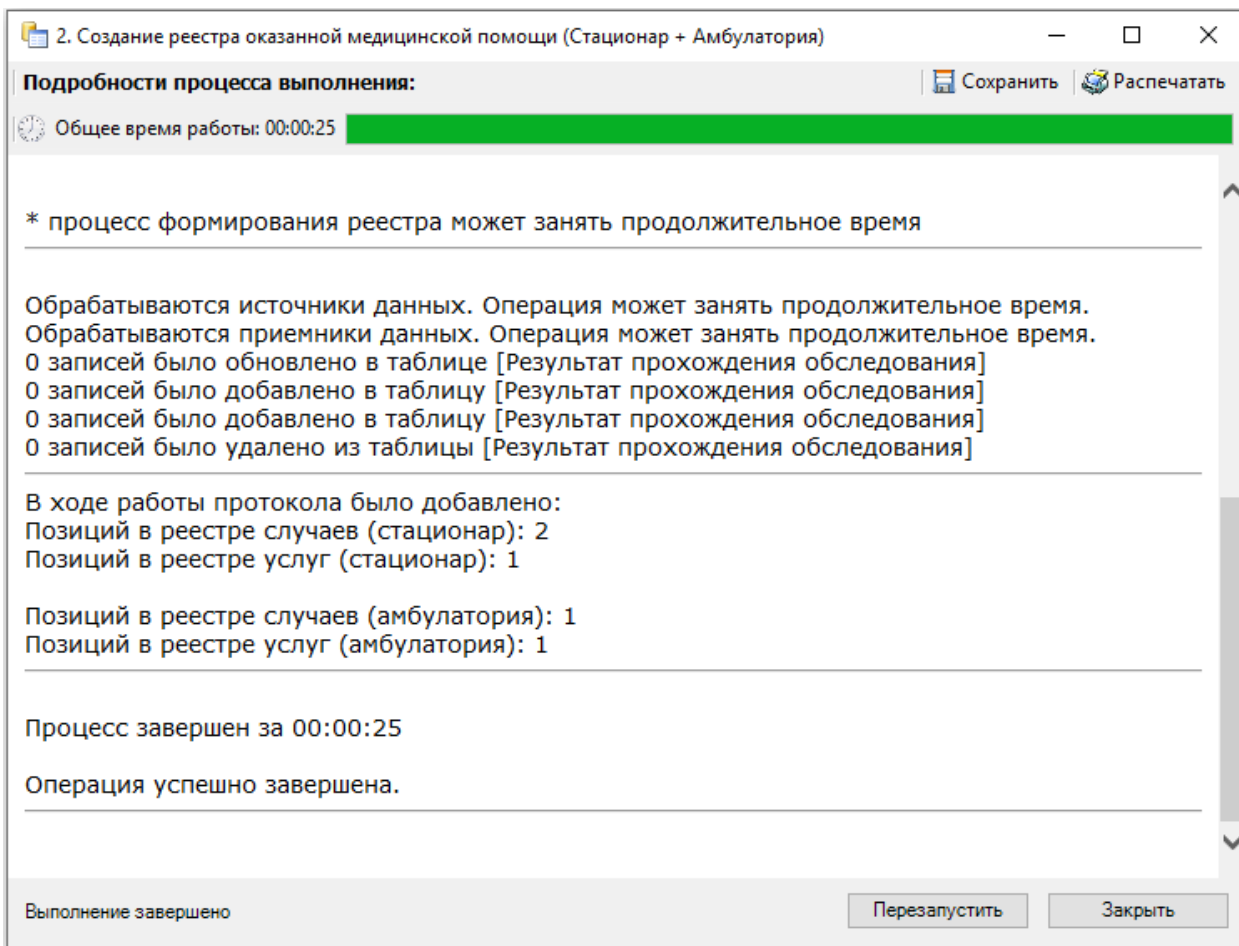 2. Создание реестра оказанной медицинской помощи (Стационар + Амбулатория)
Подробности процесса выполнения:
Сохранить
Распечатать
Общее время работы: 00:00:25
* процесс формирования реестра может занять продолжительное время
Обрабатываются источники данных. Операция может занять продолжительное время.
Обрабатываются приемники данных. Операция может занять продолжительное время.
0 записей было обновлено в таблице [Результат прохождения обследования]
0 записей было добавлено в таблицу [Результат прохождения обследования]
0 записей было добавлено в таблицу [Результат прохождения обследования]
0 записей было удалено из таблицы [Результат прохождения обследования]
В ходе работы протокола было добавлено:
Позиций в реестре случаев (стационар): 2
Позиций в реестре услуг (стационар): 1
Позиций в реестре случаев (амбулатория): 1
Позиций в реестре услуг (амбулатория): 1
Процесс завершен за 00:00:25
Операция успешно завершена.
Выполнение завершено
Перезапустить
Закрыть